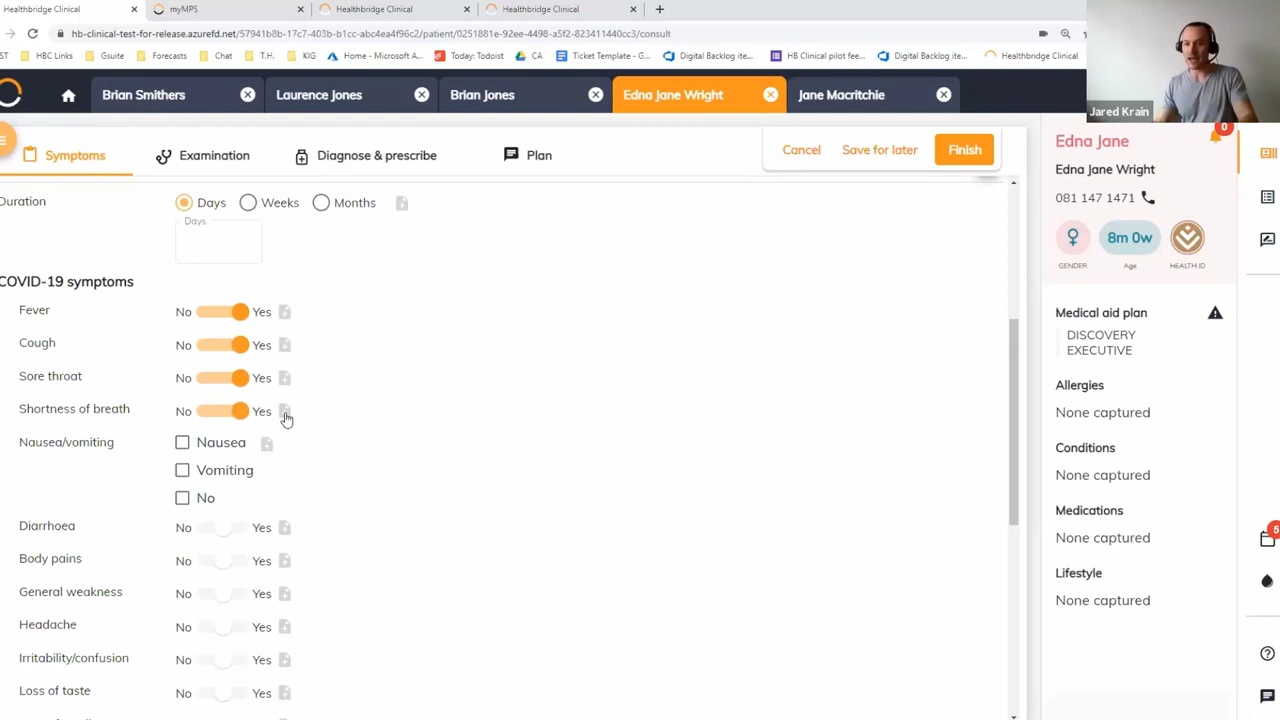 Healthbridge Clinical
myMPS
Healthbridge Clinical
Healthbridge Clinical
hb-clinical-test-for-release.azurefd.net/57941b8b-17c7-403b-b1cc-abc4ea4f96c2/patient/0251881e-92ee-4498-a5f2-823411440cc3/consult
ST HBC Links Gsuite Forecasts Chat T.H. KIG Home - Microsoft A... Today: Todoist CA Ticket Template - G... Digital Backlog ite... HB Clinical pilot fee... Digital Backlog ite... Healthbridge Clinical
Jared Krain
Brian Smithers Laurence Jones Brian Jones Edna Jane Wright Jane Macritchie
Symptoms Examination Diagnose & prescribe Plan
Cancel Save for later Finish
Duration Days Weeks Months
Days
COVID-19 symptoms
Fever No Yes
Cough No Yes
Sore throat No Yes
Shortness of breath No Yes
Nausea/vomiting Nausea
Vomiting
No
Diarrhoea No Yes
Body pains No Yes
General weakness No Yes
Headache No Yes
Irritability/confusion No Yes
Loss of taste No Yes
0
Edna Jane
Edna Jane Wright
081 147 1471
8m 0w
GENDER Age HEALTH ID
Medical aid plan
DISCOVERY
EXECUTIVE
Allergies
None captured
Conditions
None captured
Medications
None captured
Lifestyle
None captured
5